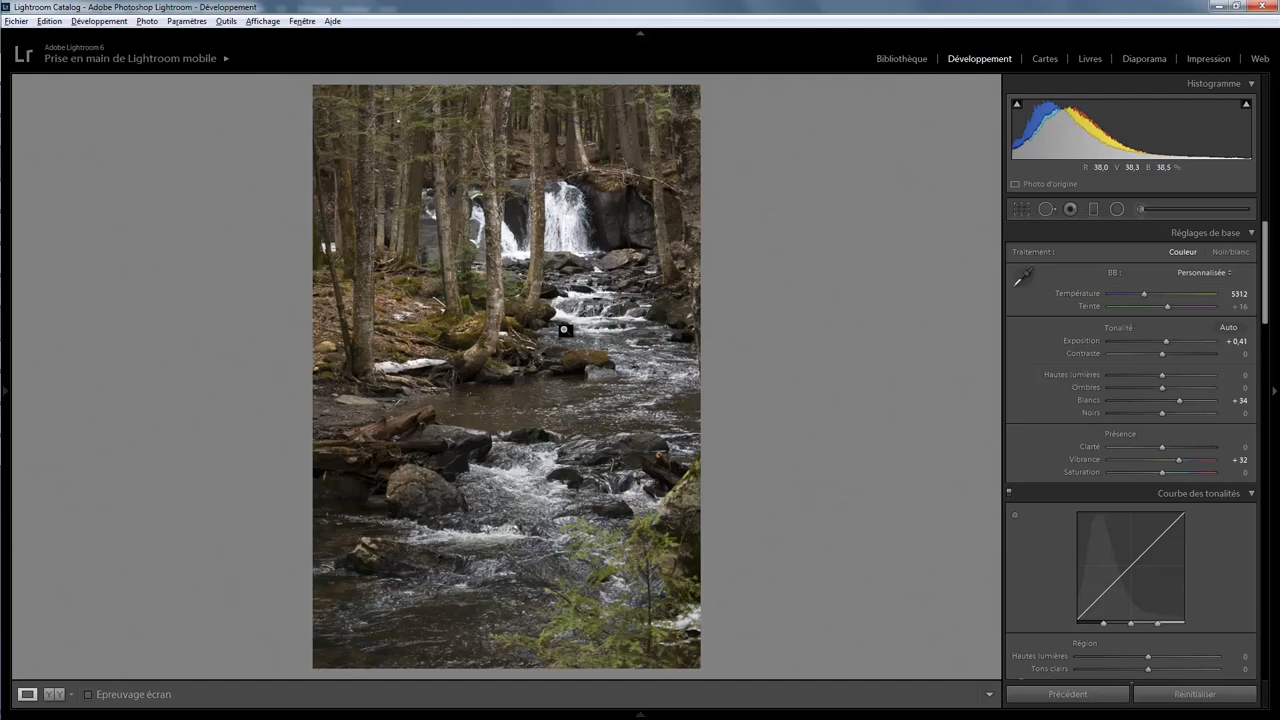 Lightroom Catalog - Adobe Photoshop Lightroom - Développement
Fichier Edition Développement Photo Paramètres Outils Affichage Fenêtre Aide
Lr
Adobe Lightroom 6
Prise en main de Lightroom mobile
Bibliothèque Développement Cartes Livres Diaporama Impression Web
Histogramme
R 38,0 V 38,3 B 38,5 %
Photo d'origine
Réglages de base
Traitement : Couleur Noir/blanc
BB : Personnalisée
Température 5312
Teinte + 16
Tonalité Auto
Exposition + 0,41
Contraste 0
Hautes lumières 0
Ombres 0
Blancs + 34
Noirs 0
Présence
Clarté 0
Vibrance + 32
Saturation 0
Courbe des tonalités
Région
Hautes lumières 0
Tons clairs 0
Y Y Epreuvage écran
Précédent Réinitialiser